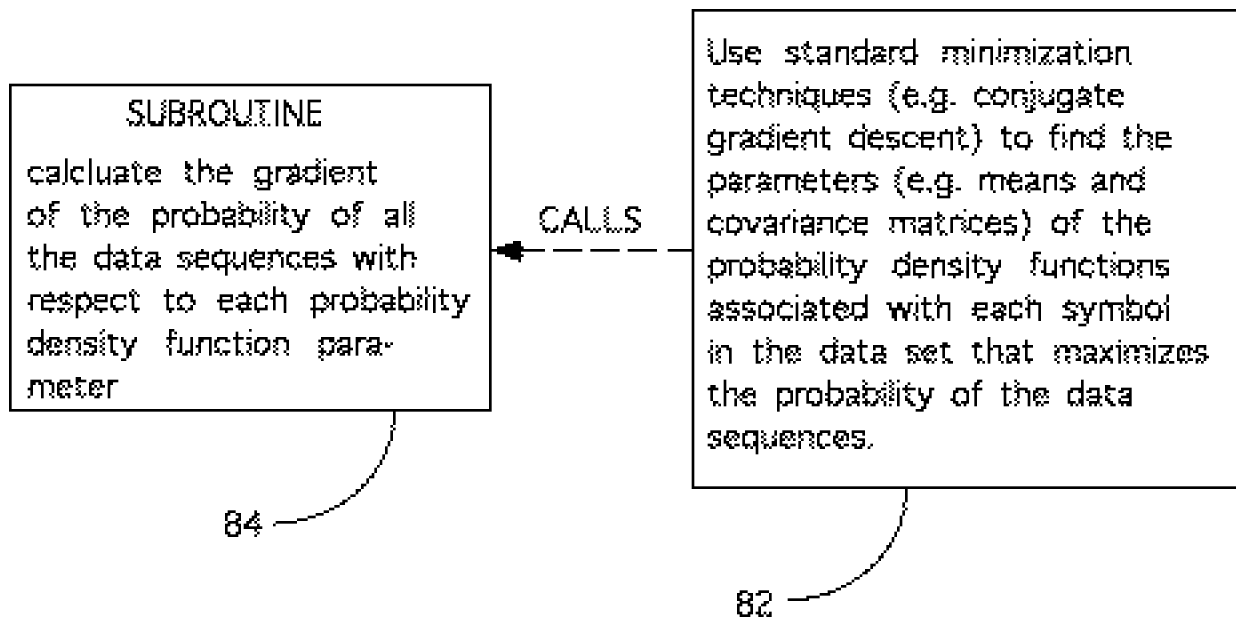 SUBROUTINE
calcluate the gradient
of the probability of all
the data sequences with
respect to each probability
density function para-
meter
84
CALLS
Use standard minimization
techniques (e.g. conjugate
gradient descent) to find the
parameters (e.g. means and
covariance matrices) of the
probability density functions
associated with each symbol
in the data set that maximizes
the probability of the data
sequences.
82